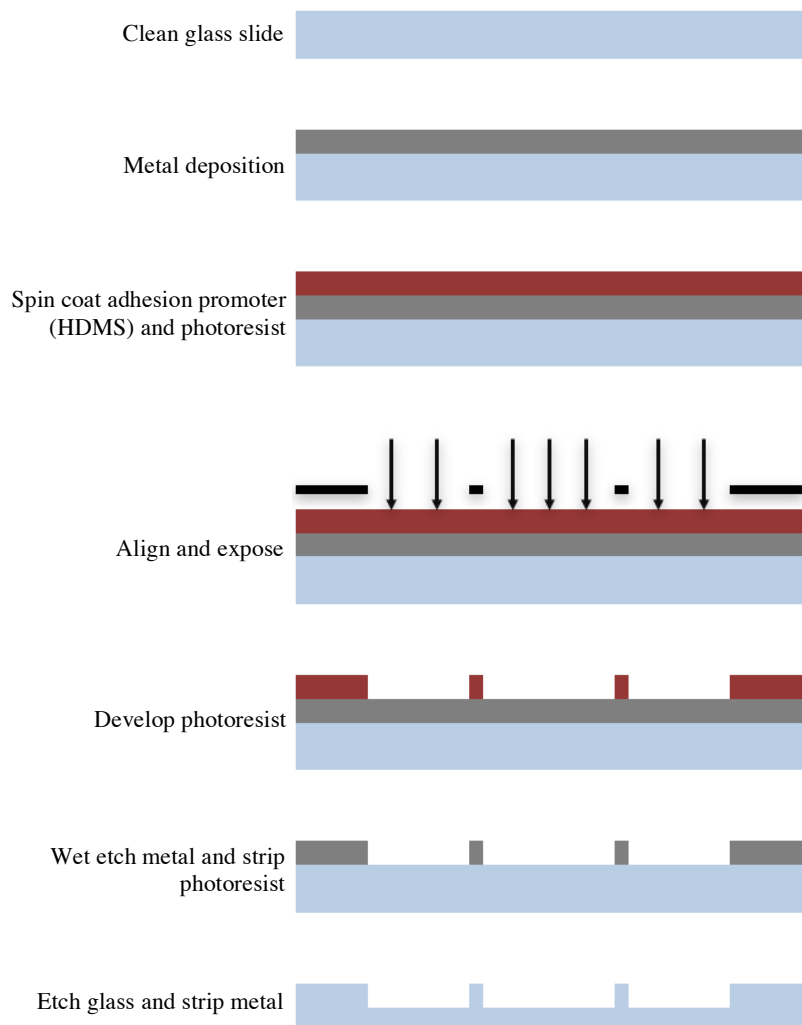 Clean glass slide
Metal deposition
Spin coat adhesion promoter
(HDMS) and photoresist
Align and expose
Develop photoresist
Wet etch metal and strip
photoresist
Etch glass and strip metal